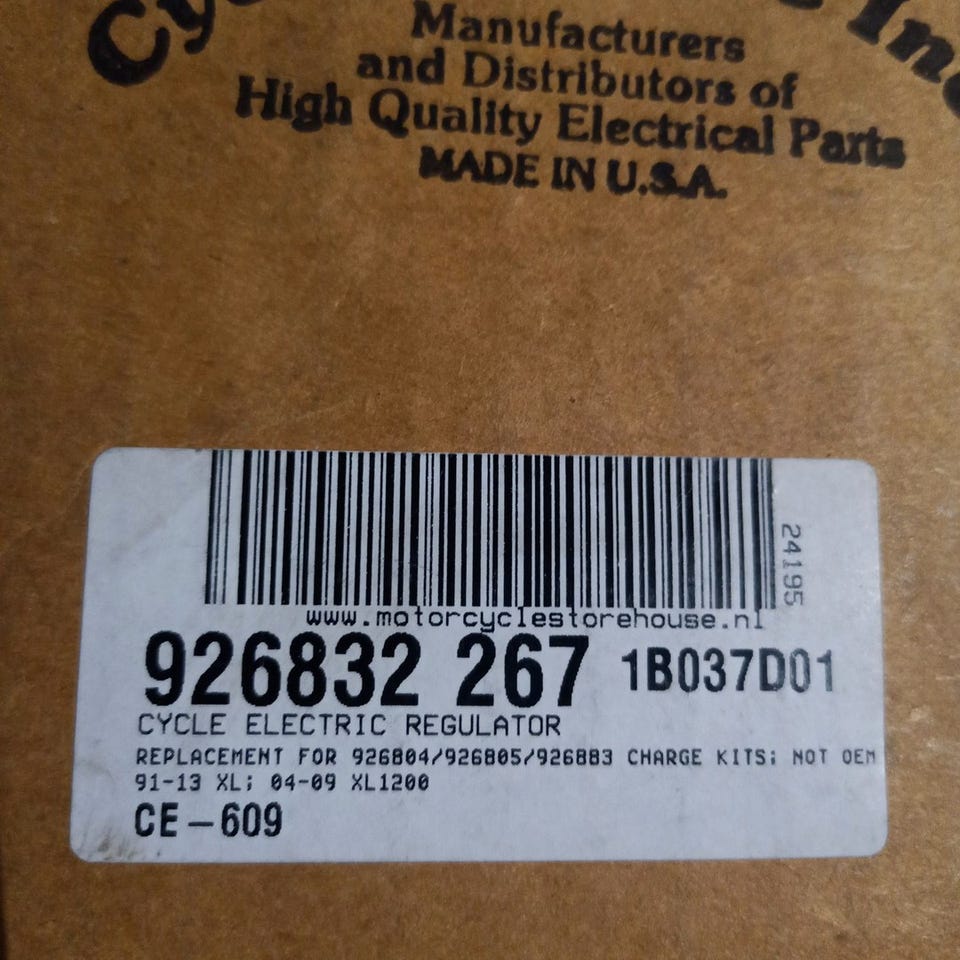 Manufacturers
and Distributors of
High Quality Electrical Parts
MADE IN U.S.A.
24195
www.motorcyclestorehouse.nl
926832 267 1B037D01
CYCLE ELECTRIC REGULATOR
REPLACEMENT FOR 926804/926805/926883 CHARGE KITS; NOT OEM
91-13 XL; 04-09 XL1200
CE-609